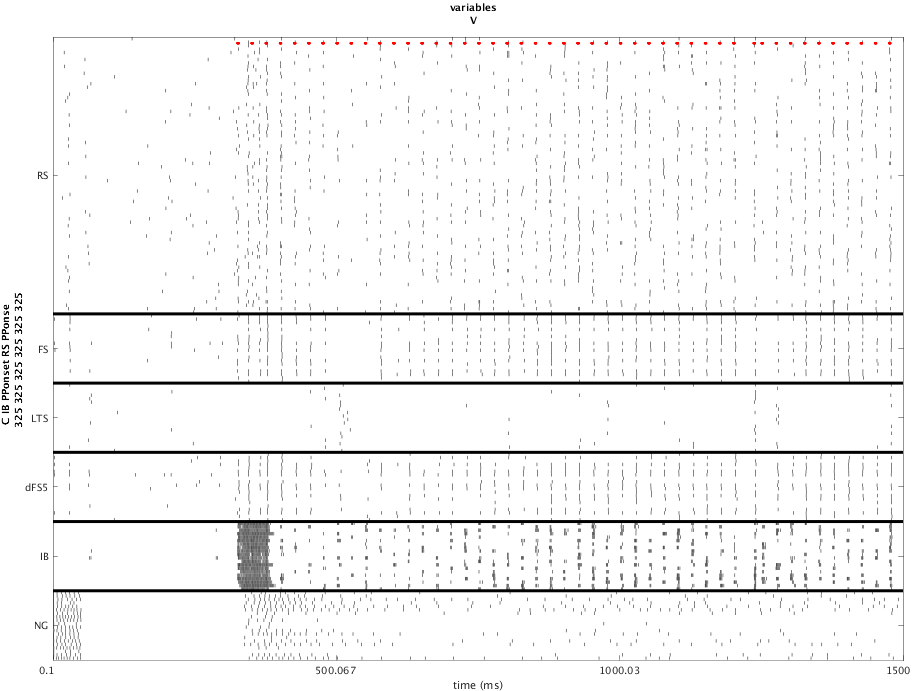 variables
V
RS
FS
LTS
dFS5
IB
NG
C IB PPonset RS PPonse
325 325 325 325 325 325
0.1
500.067
1000.03
1500
time (ms)